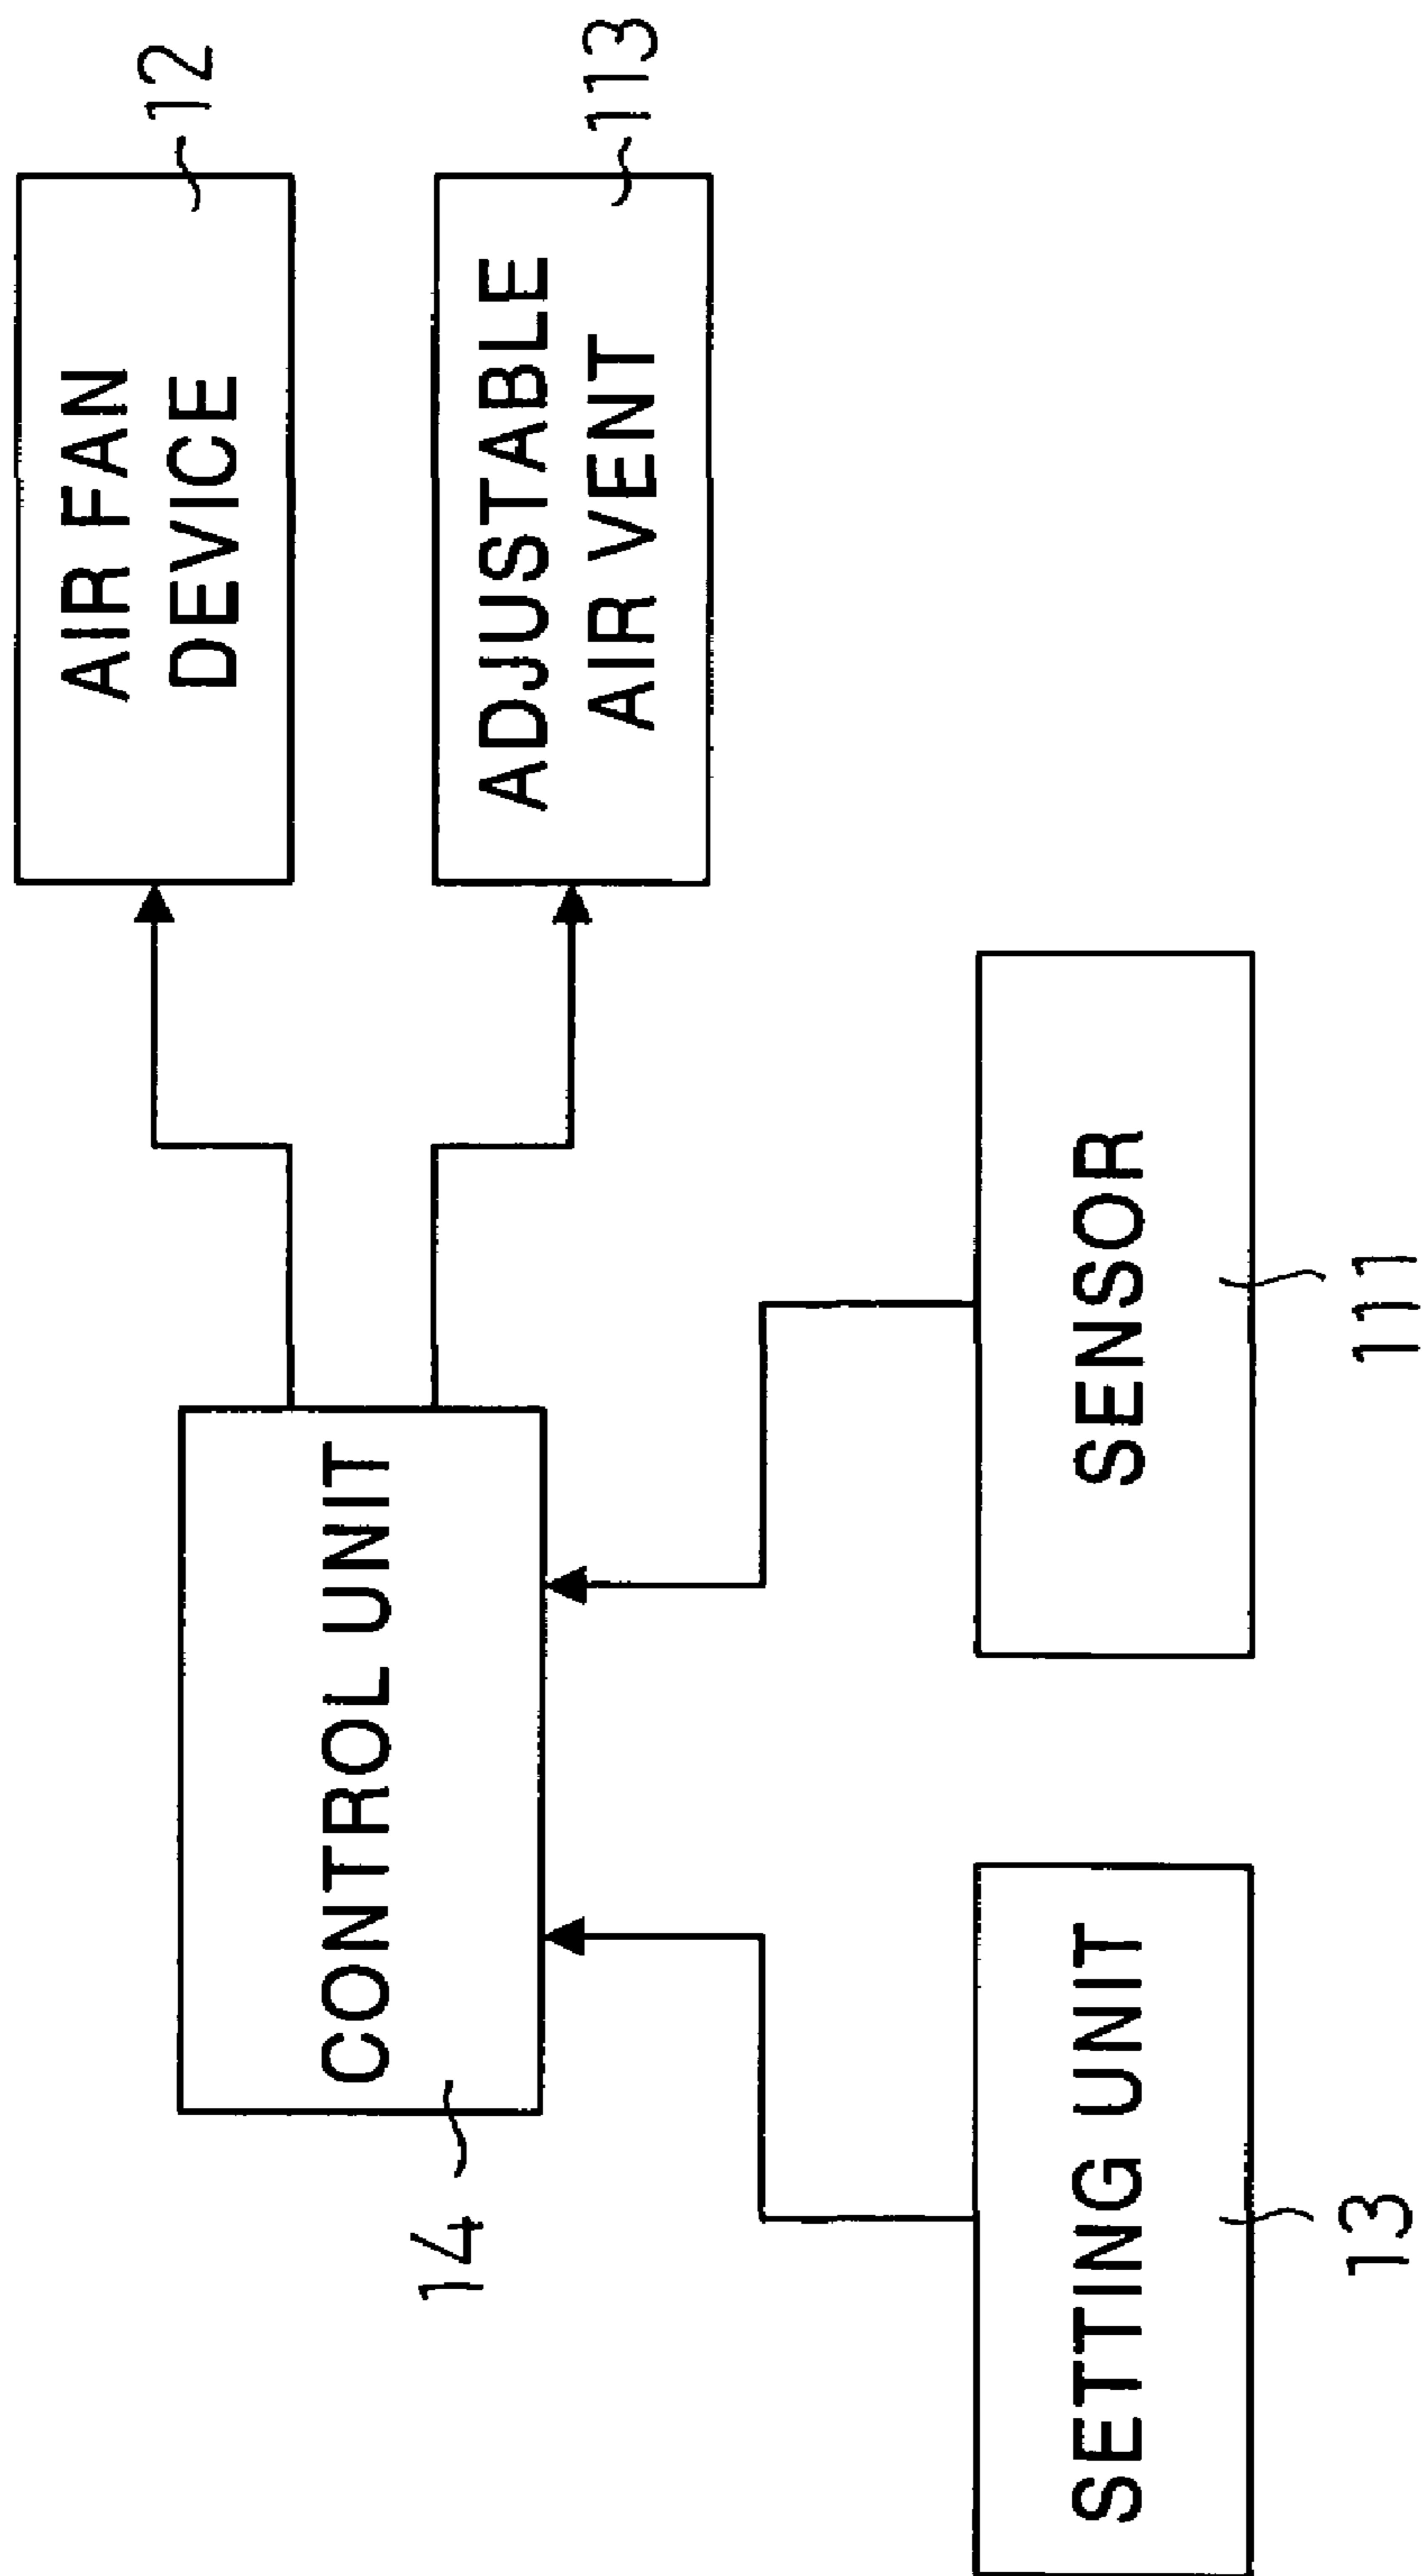 12
AIR FAN
DEVICE
113
ADJUSTABLE
AIR VENT
CONTROL UNIT
14
SENSOR
111
SETTING UNIT
13